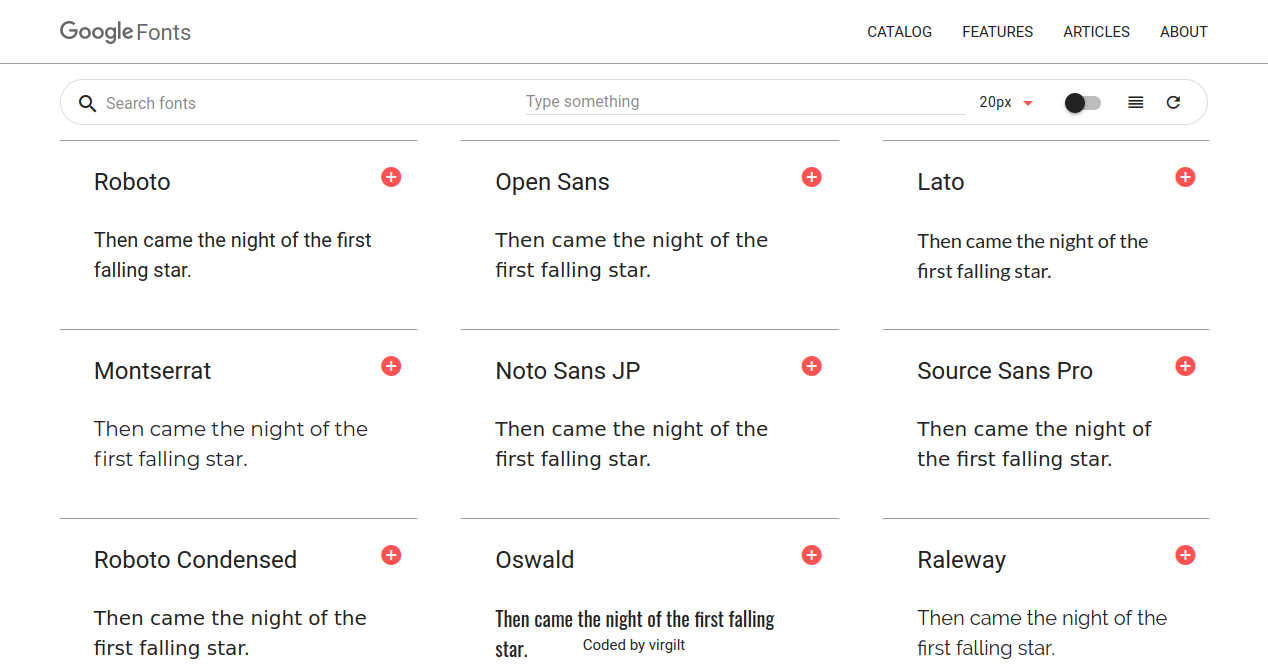 Google Fonts
CATALOG FEATURES ARTICLES ABOUT
Search fonts
Type something
20px
Roboto
Then came the night of the first
falling star.
Open Sans
Then came the night of the
first falling star.
Lato
Then came the night of the
first falling star.
Montserrat
Then came the night of the
first falling star.
Noto Sans JP
Then came the night of the
first falling star.
Source Sans Pro
Then came the night of
the first falling star.
Roboto Condensed
Then came the night of the
first falling star.
Oswald
Then came the night of the first falling
star.
Raleway
Then came the night of the
first falling star.
Coded by virgilt